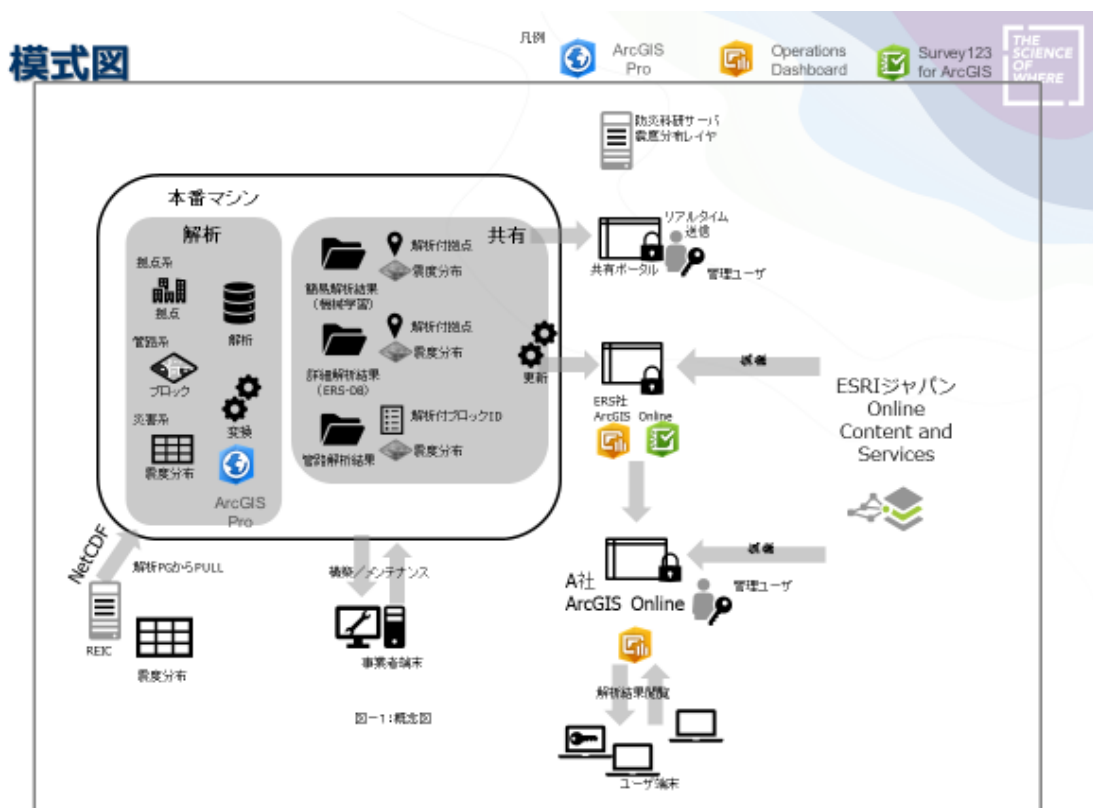 模式図
凡例
ArcGIS
Pro
Operations
Dashboard
Survey123
for ArcGIS
THE
SCIENCE
OF
WHERE
防災科研サーバ
震度分布レイヤ
本番マシン
解析
拠点系
拠点
解析
管路系
ブロック
変換
災害系
震度分布
ArcGIS
Pro
共有
解析付拠点
震度分布
簡易解析結果
(機械学習)
解析付拠点
震度分布
詳細解析結果
(ERS-DB)
解析付ブロックID
震度分布
管路解析結果
更新
リアルタイム
送信
共有ポータル
管理ユーザ
ERS社
ArcGIS Online
ESRIジャパン
Online
Content and
Services
A社
ArcGIS Online
管理ユーザ
NetCDF
解析PGからPULL
REIC
震度分布
構築/メンテナンス
事業者端末
図-1:概念図
解析結果閲覧
ユーザ端末